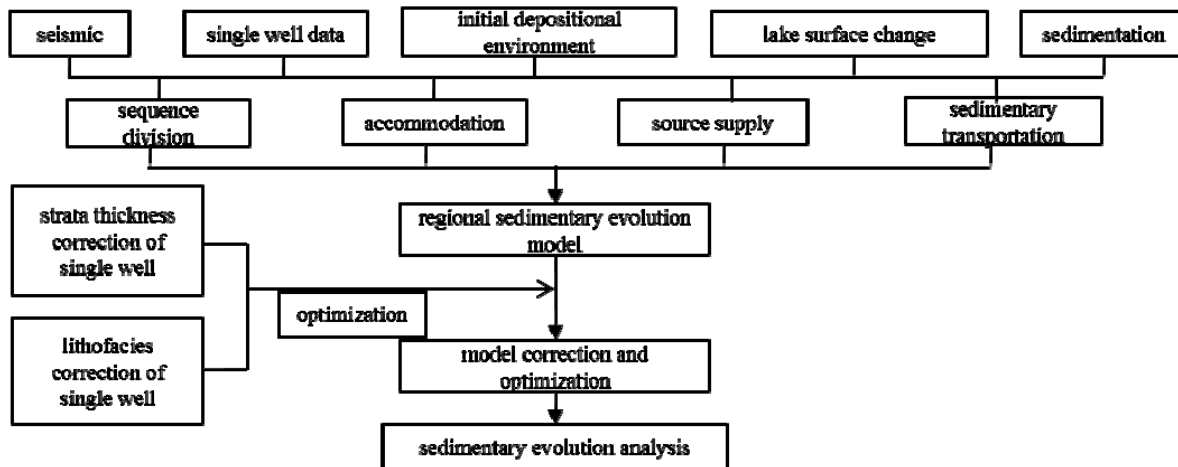 seismic
single well data
initial depositional
environment
lake surface change
sedimentation
sequence
division
accommodation
source supply
sedimentary
transportation
strata thickness
correction of
single well
regional sedimentary evolution
model
optimization
lithofacies
correction of
single well
model correction and
optimization
sedimentary evolution analysis